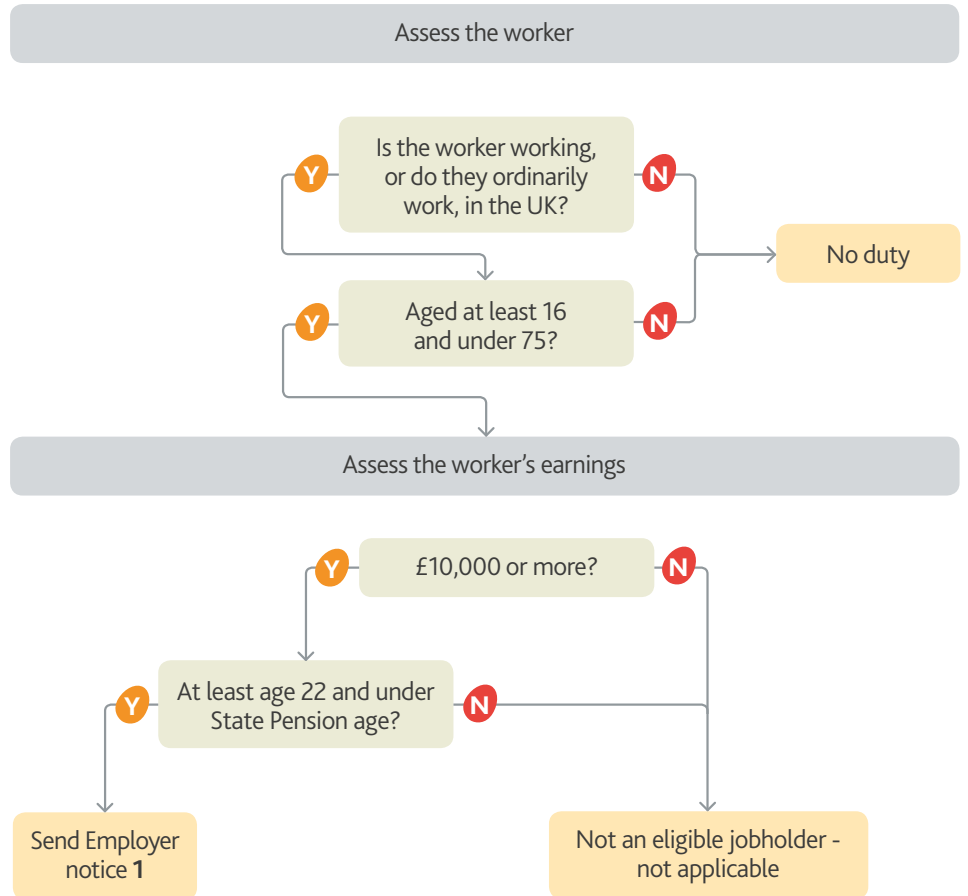 Assess the worker
Is the worker working,
or do they ordinarily
work, in the UK?
Y
N
No duty
Aged at least 16
and under 75?
Y
N
Assess the worker's earnings
£10,000 or more?
Y
N
At least age 22 and under
State Pension age?
Y
N
Send Employer
notice 1
Not an eligible jobholder -
not applicable